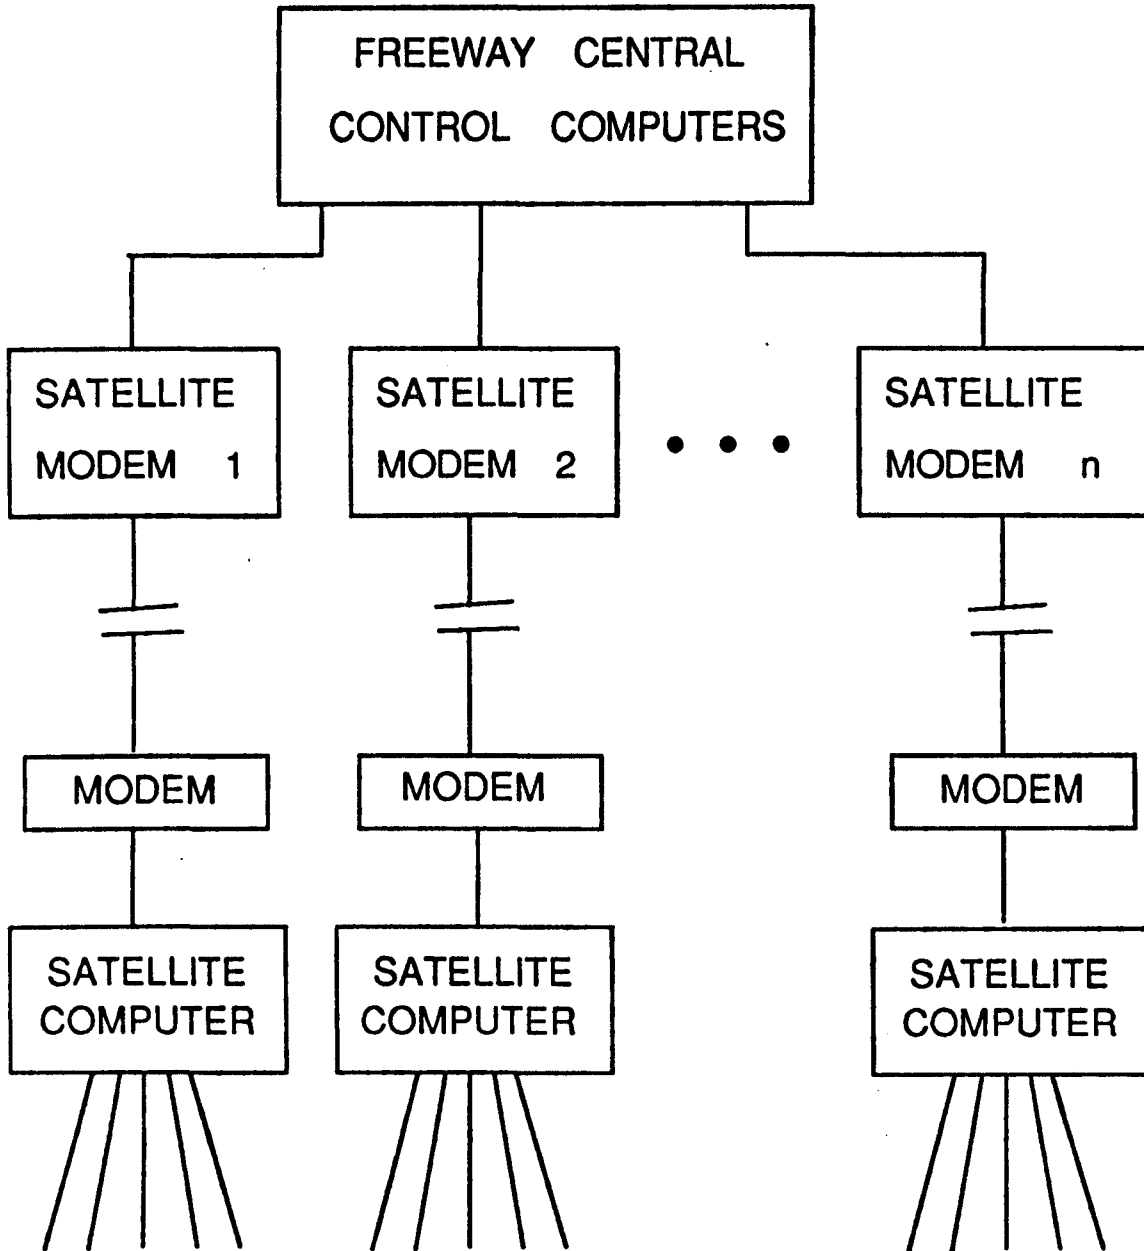 FREEWAY CENTRAL
CONTROL COMPUTERS
SATELLITE
MODEM 1
SATELLITE
MODEM 2
SATELLITE
MODEM n
MODEM
MODEM
MODEM
SATELLITE
COMPUTER
SATELLITE
COMPUTER
SATELLITE
COMPUTER